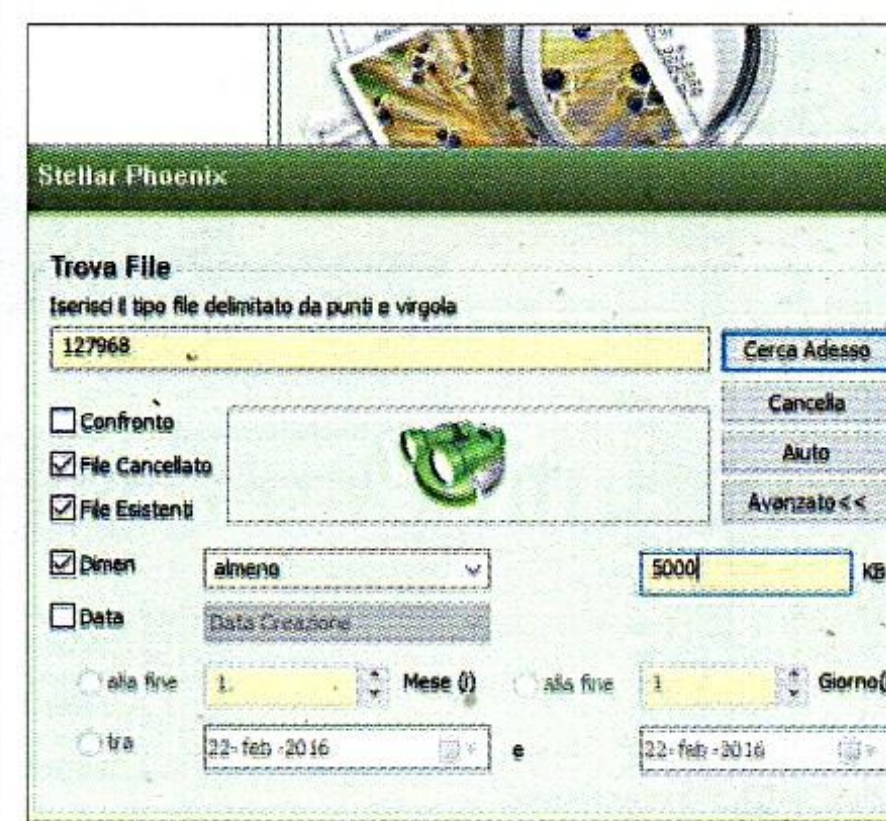 Stellar Phoenix
Trova File
Iserisci il tipo file delimitato da punti e virgola
127968 Cerca Adesso
Confronto Cancella
File Cancellato Aiuto
File Esistenti Avanzato<<
Dimen almeno 5000 KB
Data Data Creazione
alla fine 1 Mese (i) alla fine 1 Giorno(
tra 22-feb-2016 e 22-feb-2016